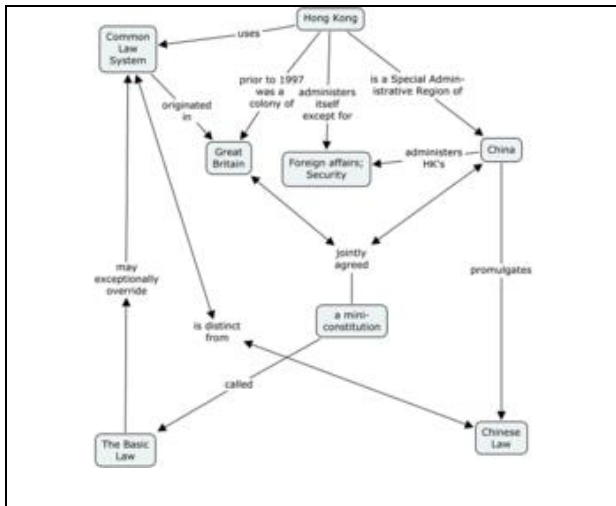 Hong Kong
Common
Law
System
uses
prior to 1997
was a
colony of
administers
itself
except for
is a Special Admin-
istrative Region of
originated
in
Great
Britain
Foreign affairs;
Security
administers
HK's
China
jointly
agreed
may
exceptionally
override
promulgates
a mini-
constitution
is distinct
from
called
The Basic
Law
Chinese
Law